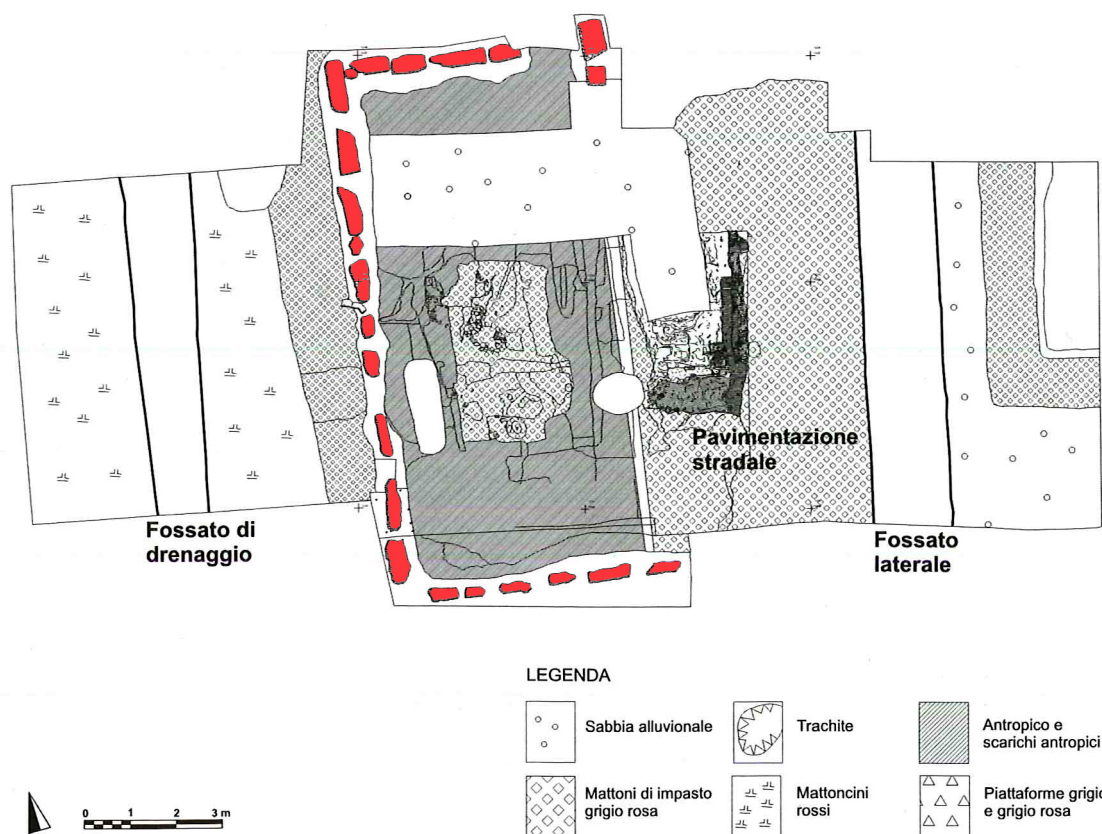 Pavimentazione
stradale
Fossato di
drenaggio
Fossato
laterale
LEGENDA
Sabbia alluvionale
Trachite
Antropico e
scarichi antropici
Mattoni di impasto
grigio rosa
Mattoncini
rossi
Piattaforme grigio
e grigio rosa
0 1 2 3 m